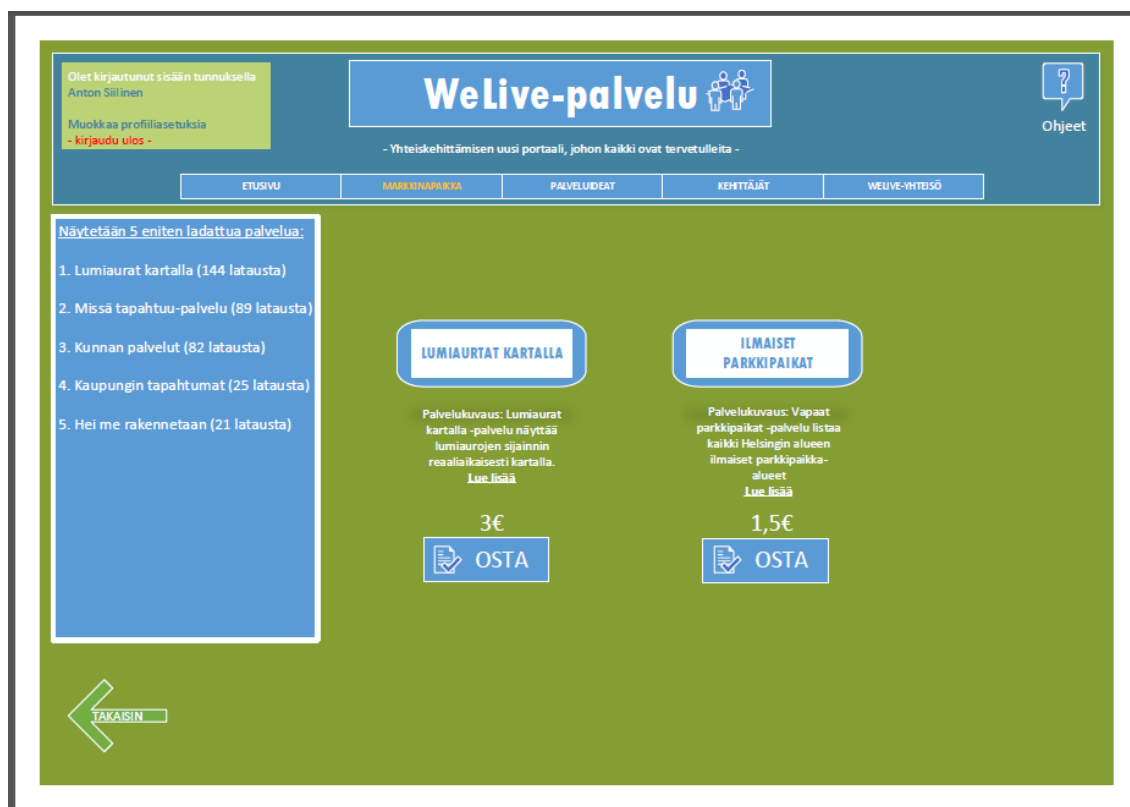 Olet kirjautunut sisään tunnuksella
Anton Siilinen
Muokkaa profiiliasetuksia
- kirjaudu ulos -
WeLive-palvelu
- Yhteiskehittämisen uusi portaali, johon kaikki ovat tervetulleita -
?
Ohjeet
ETUSIVU
MARKKINAPAIKKA
PALVELUIDEAT
KEHITTÄJÄT
WELIVE-YHTEISÖ
Näytetään 5 eniten ladattua palvelua:
1. Lumiaurat kartalla (144 latausta)
2. Missä tapahtuu-palvelu (89 latausta)
3. Kunnan palvelut (82 latausta)
4. Kaupungin tapahtumat (25 latausta)
5. Hei me rakennetaan (21 latausta)
LUMIAURTAT KARTALLA
Palvelukuvaus: Lumiaurat
kartalla -palvelu näyttää
lumiaurojen sijainnin
reaaliaikaisesti kartalla.
Lue lisää
3€
OSTA
ILMAISET
PARKKIPAIKAT
Palvelukuvaus: Vapaat
parkkipaikat -palvelu listaa
kaikki Helsingin alueen
ilmaiset parkkipaikka-
alueet
Lue lisää
1,5€
OSTA
TAKAISIN